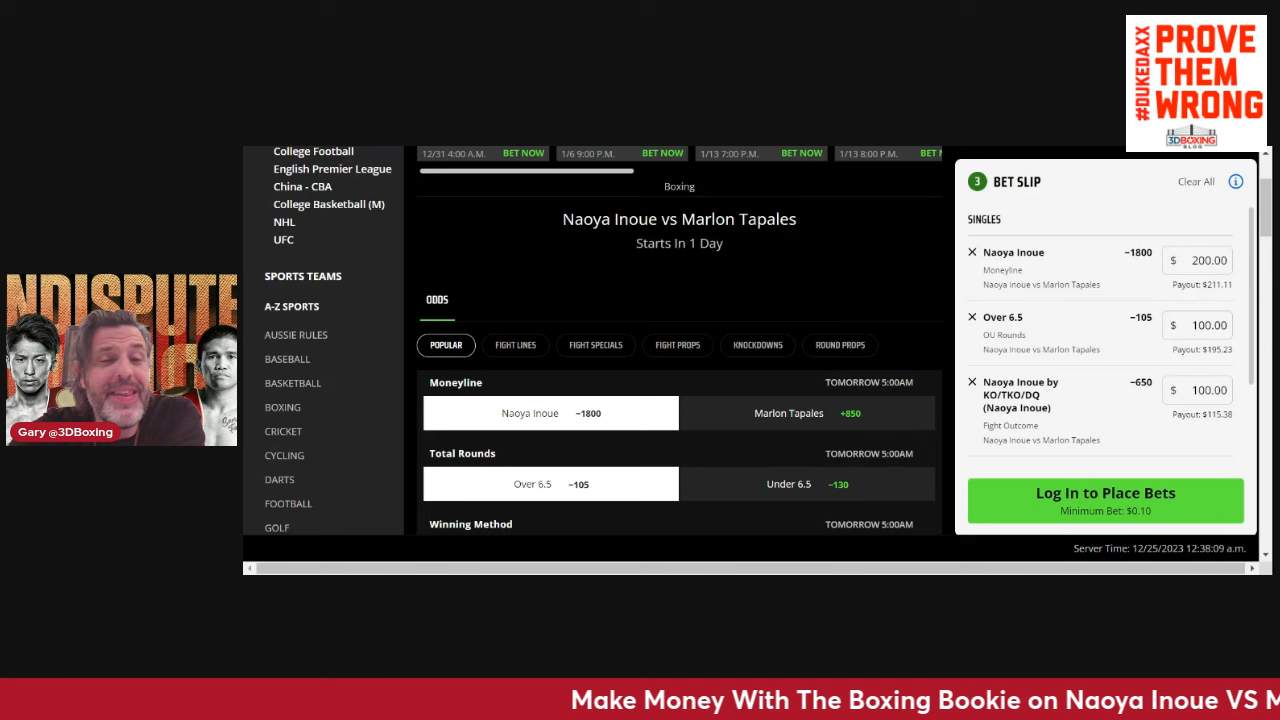 #DUKEDAXX
PROVE
THEM
WRONG
3DBOXING
BLOG
College Football
English Premier League
China - CBA
College Basketball (M)
NHL
UFC
SPORTS TEAMS
A-Z SPORTS
AUSSIE RULES
BASEBALL
BASKETBALL
BOXING
CRICKET
CYCLING
DARTS
FOOTBALL
GOLF
12/31 4:00 A.M. BET NOW
1/6 9:00 P.M. BET NOW
1/13 7:00 P.M. BET NOW
1/13 8:00 P.M. BET N
Boxing
Naoya Inoue vs Marlon Tapales
Starts In 1 Day
ODDS
POPULAR
FIGHT LINES
FIGHT SPECIALS
FIGHT PROPS
KNOCKDOWNS
ROUND PROPS
Moneyline TOMORROW 5:00AM
Naoya Inoue −1800
Marlon Tapales +850
Total Rounds TOMORROW 5:00AM
Over 6.5 −105
Under 6.5 −130
Winning Method TOMORROW 5:00AM
3 BET SLIP
Clear All
SINGLES
Naoya Inoue −1800 $ 200.00
Moneyline
Naoya Inoue vs Marlon Tapales Payout: $211.11
Over 6.5 −105 $ 100.00
OU Rounds
Naoya Inoue vs Marlon Tapales Payout: $195.23
Naoya Inoue by −650 $ 100.00
KO/TKO/DQ
(Naoya Inoue) Payout: $115.38
Fight Outcome
Naoya Inoue vs Marlon Tapales
Log In to Place Bets
Minimum Bet: $0.10
Server Time: 12/25/2023 12:38:09 a.m.
NDISPUTE
Gary @3DBoxing
Make Money With The Boxing Bookie on Naoya Inoue VS M